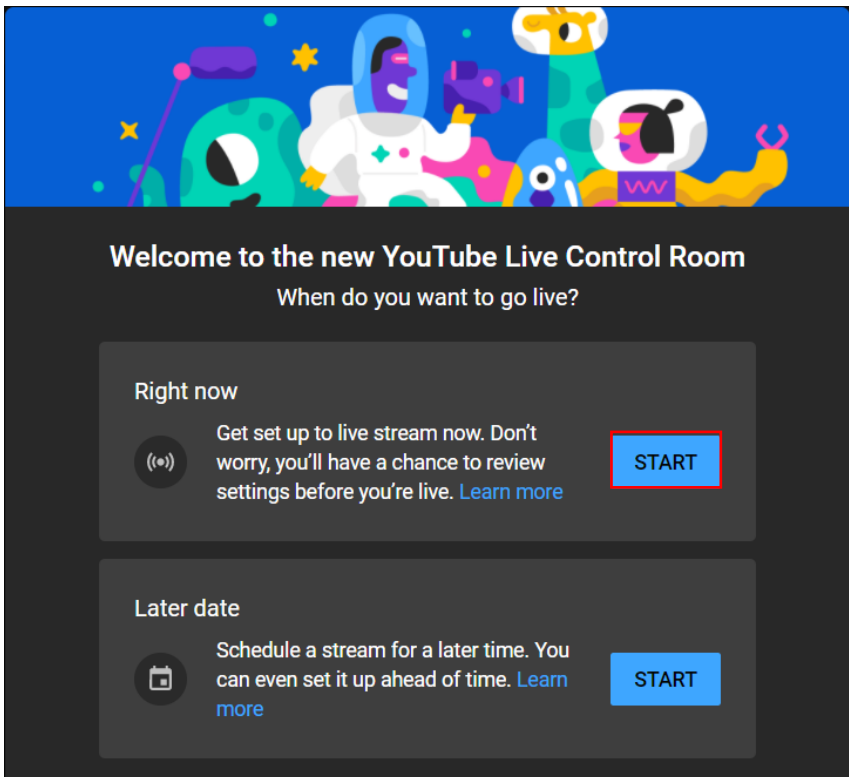 Welcome to the new YouTube Live Control Room
When do you want to go live?
Right now
Get set up to live stream now. Don’t
worry, you’ll have a chance to review
settings before you’re live. Learn more
START
Later date
Schedule a stream for a later time. You
can even set it up ahead of time. Learn
more
START